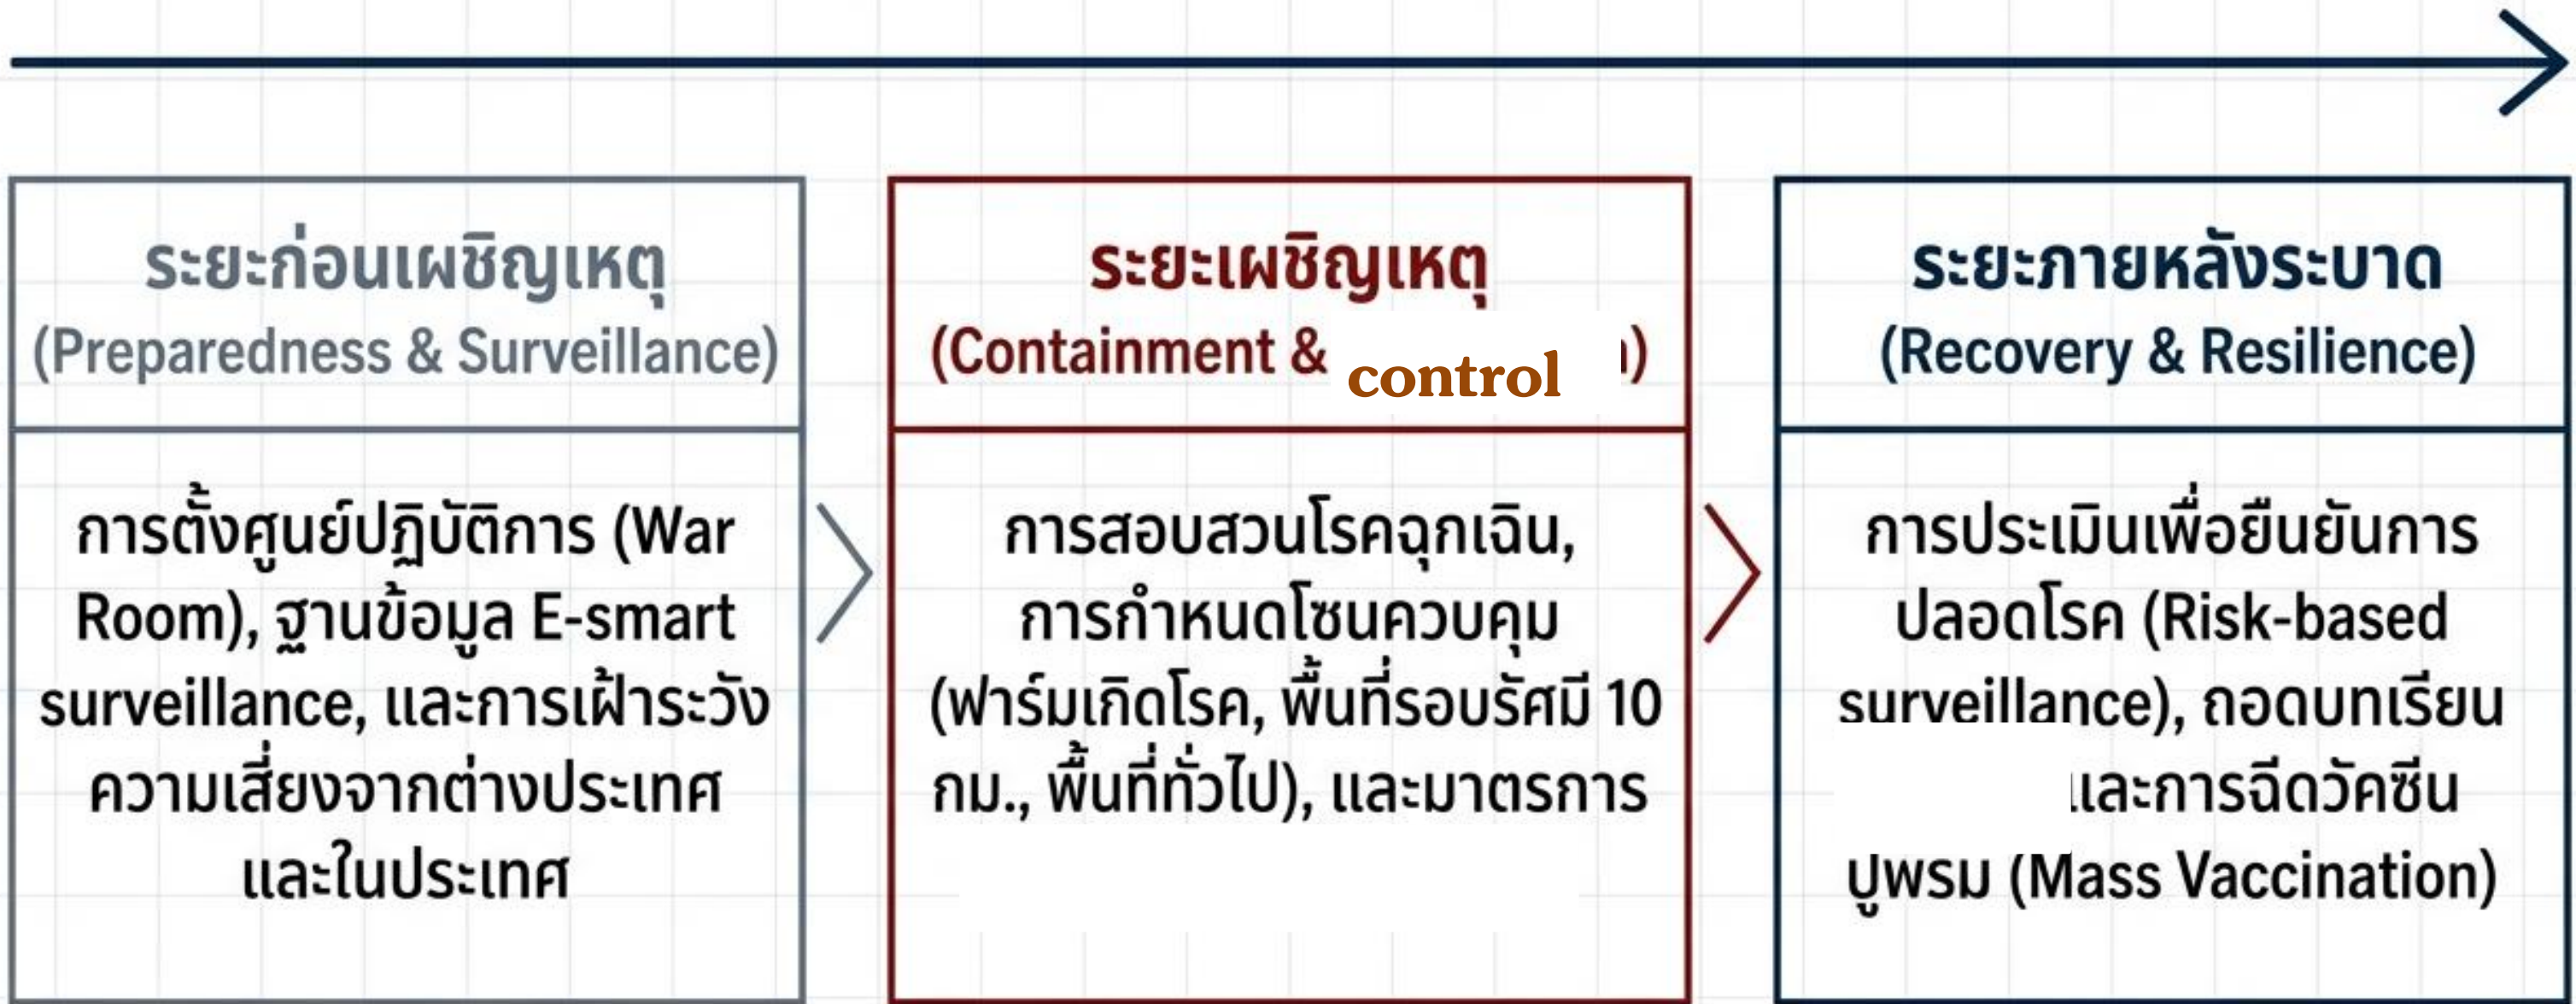 ระยะก่อนเผชิญเหตุ
(Preparedness & Surveillance)
การตั้งศูนย์ปฏิบัติการ (War
Room), ฐานข้อมูล E-smart
surveillance, และการเฝ้าระวัง
ความเสี่ยงจากต่างประเทศ
และในประเทศ
ระยะเผชิญเหตุ
(Containment & control )
การสอบสวนโรคฉุกเฉิน,
การกำหนดโซนควบคุม
(ฟาร์มเกิดโรค, พื้นที่รอบรัศมี 10
กม., พื้นที่ทั่วไป), และมาตรการ
ระยะภายหลังระบาด
(Recovery & Resilience)
การประเมินเพื่อยืนยันการ
ปลอดโรค (Risk-based
surveillance), ถอดบทเรียน
และการฉีดวัคซีน
ปูพรม (Mass Vaccination)